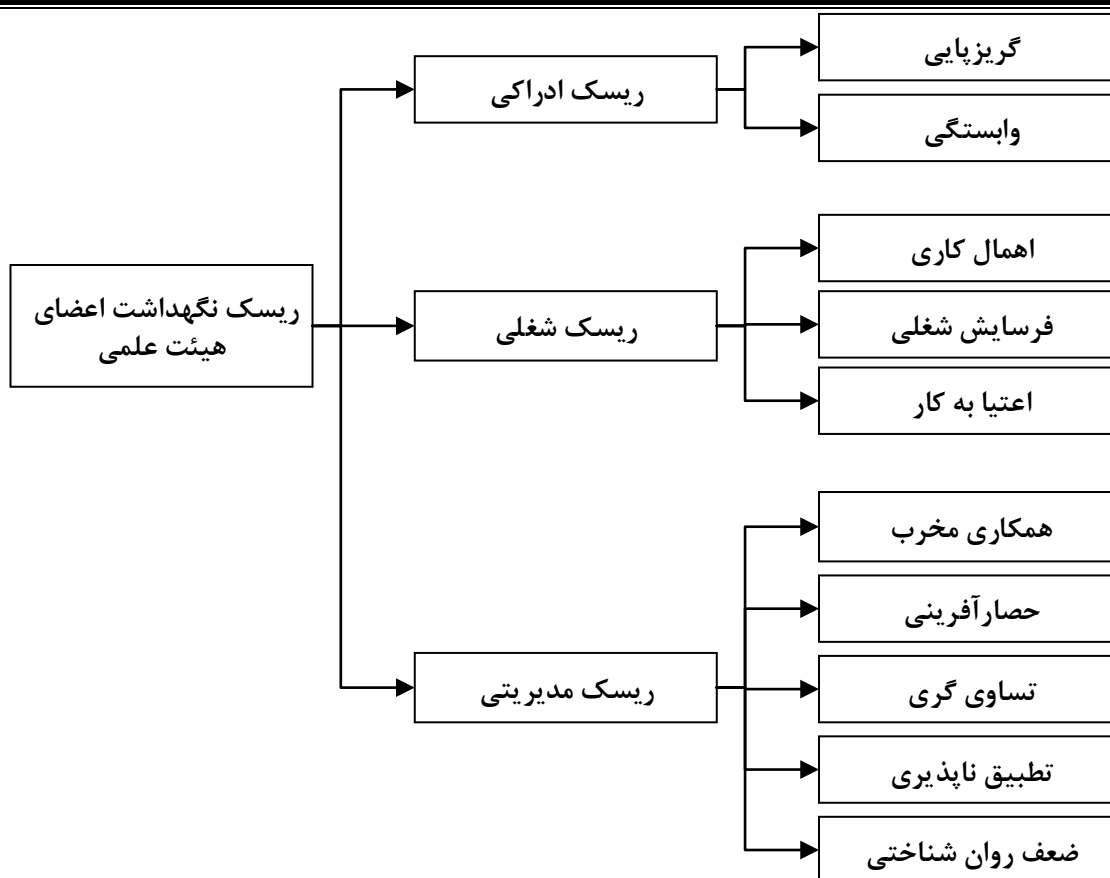 ریسک نگهداشت اعضای
هیئت علمی
ریسک ادراکی
گریزپایی
وابستگی
ریسک شغلی
اهمال کاری
فرسایش شغلی
اعتیا به کار
ریسک مدیریتی
همکاری مخرب
حصارآفرینی
تساوی گری
تطبیق ناپذیری
ضعف روان شناختی